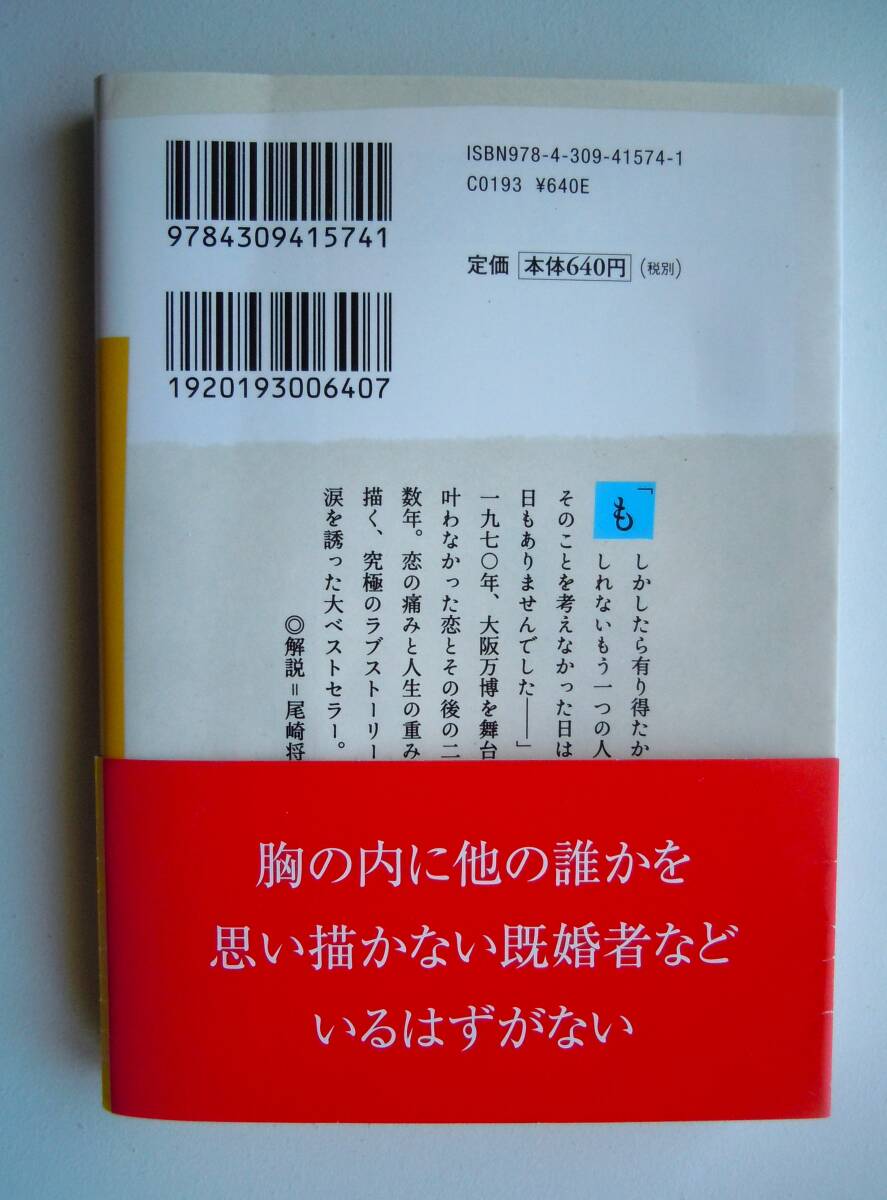 9784309415741
ISBN978-4-309-41574-1
C0193 ¥640E
定価 本体640円 (税別)
1920193006407
「も
しかしたら有り得たか
しれないもう一つの人
そのことを考えなかった日は
日もありませんでした――」
一九七〇年、大阪万博を舞台
叶わなかった恋とその後の二
数年。恋の痛みと人生の重み
描く、究極のラブストーリー
涙を誘った大ベストセラー。
◎解説=尾崎将
胸の内に他の誰かを
思い描かない既婚者など
いるはずがない